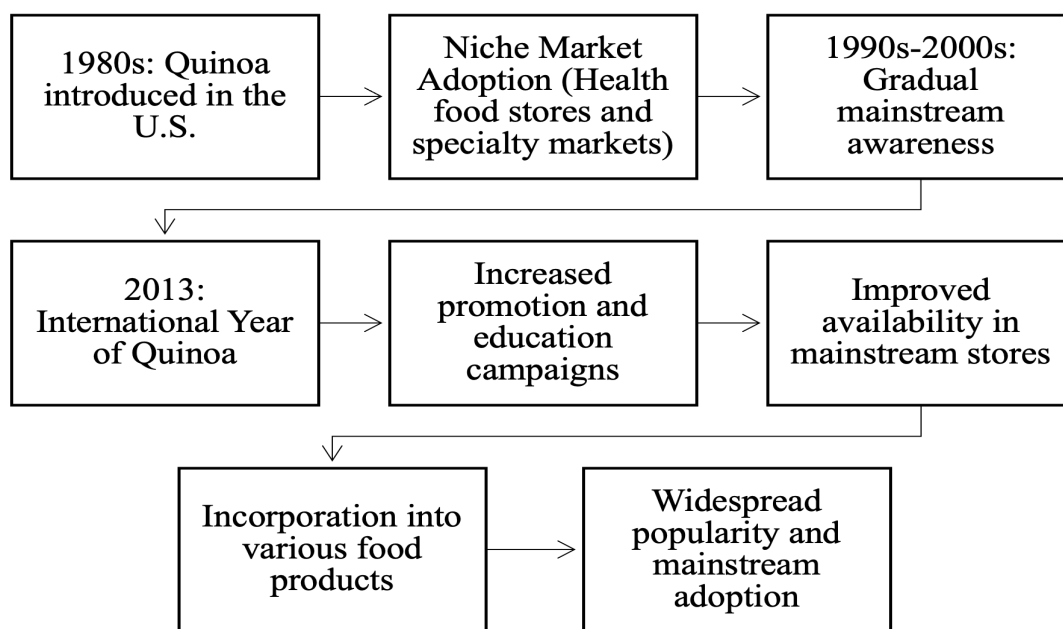 1980s: Quinoa
introduced in the
U.S.
Niche Market
Adoption (Health
food stores and
specialty markets)
1990s-2000s:
Gradual
mainstream
awareness
2013:
International Year
of Quinoa
Increased
promotion and
education
campaigns
Improved
availability in
mainstream stores
Incorporation into
various food
products
Widespread
popularity and
mainstream
adoption